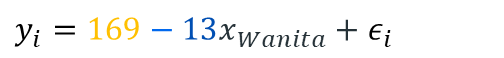 yᵢ = 169 − 13x_Wanita + ϵᵢ